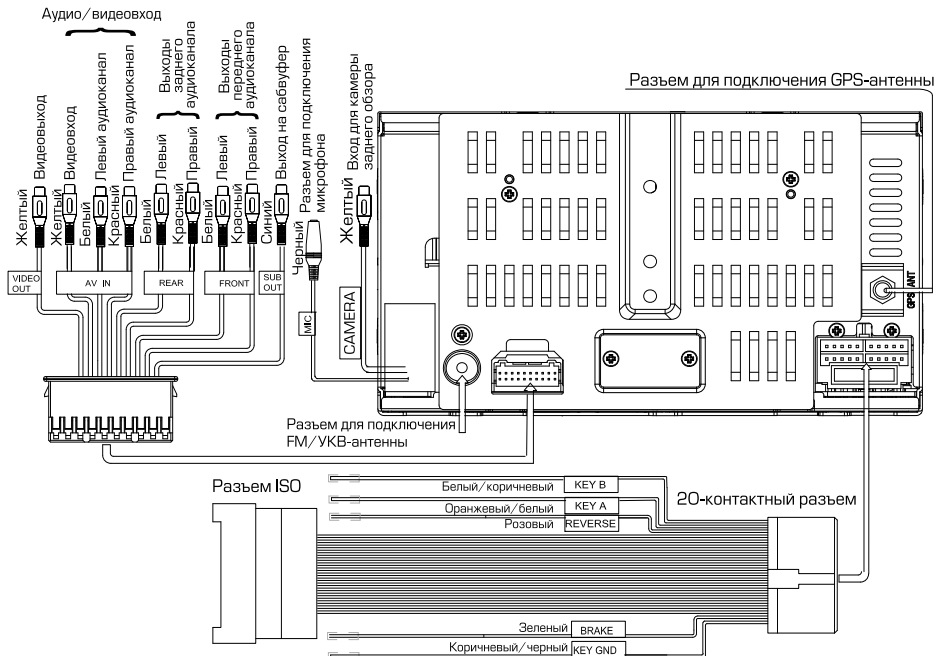 Аудио/видеовход
Видеовыход
Видеовход
Левый аудиоканал
Правый аудиоканал
Выходы
заднего
аудиоканала
Левый
Правый
Выходы
переднего
аудиоканала
Левый
Правый
Выход на сабвуфер
Разъем для подключения
микрофона
Вход для камеры
заднего обзора
Желтый
Желтый
Белый
Красный
Белый
Красный
Белый
Красный
Синий
Черный
Желтый
VIDEO
OUT
AV IN
REAR
FRONT
SUB
OUT
MIC
CAMERA
Разъем для подключения GPS-антенны
GPS ANT
Разъем для подключения
FM/УКВ-антенны
Разъем ISO
20-контактный разъем
Белый/коричневый KEY B
Оранжевый/белый KEY A
Розовый REVERSE
Зеленый BRAKE
Коричневый/черный KEY GND